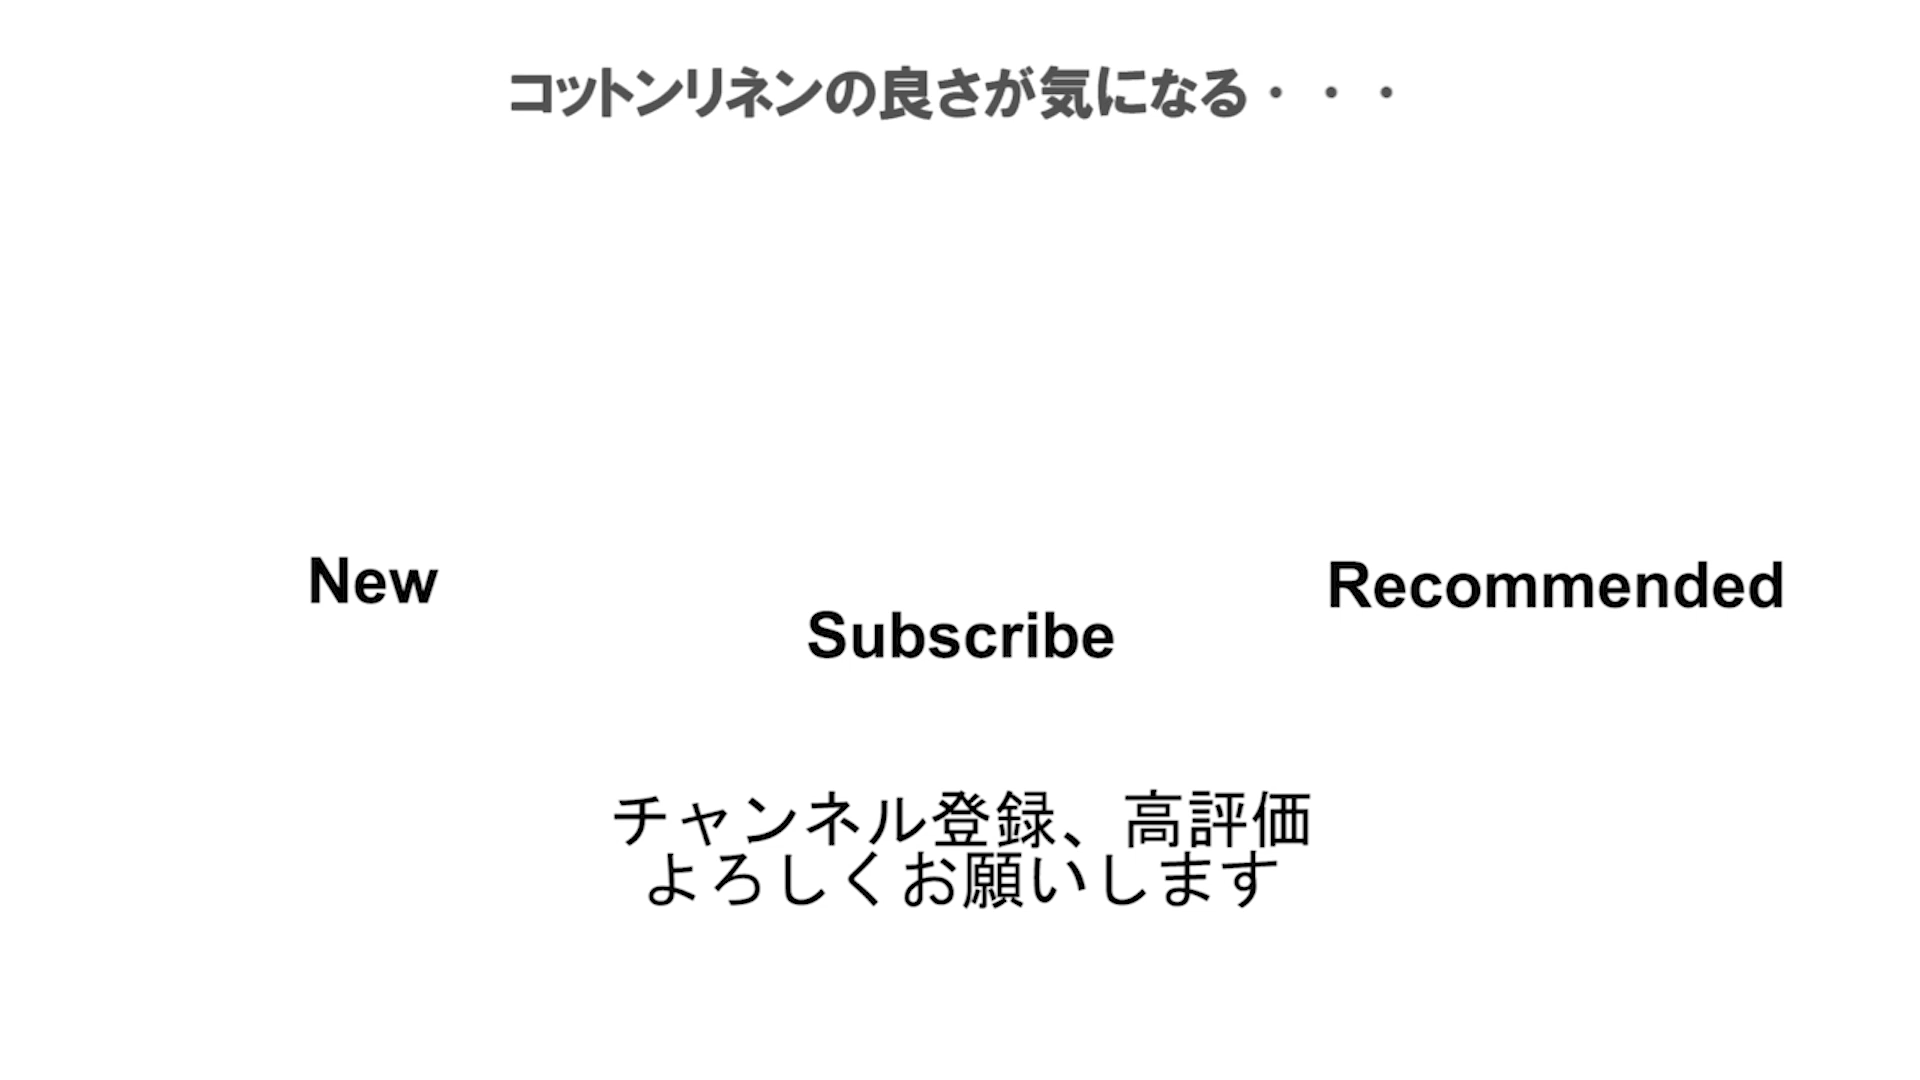 コットンリネンの良さが気になる・・・
New
Recommended
Subscribe
チャンネル登録、高評価
よろしくお願いします